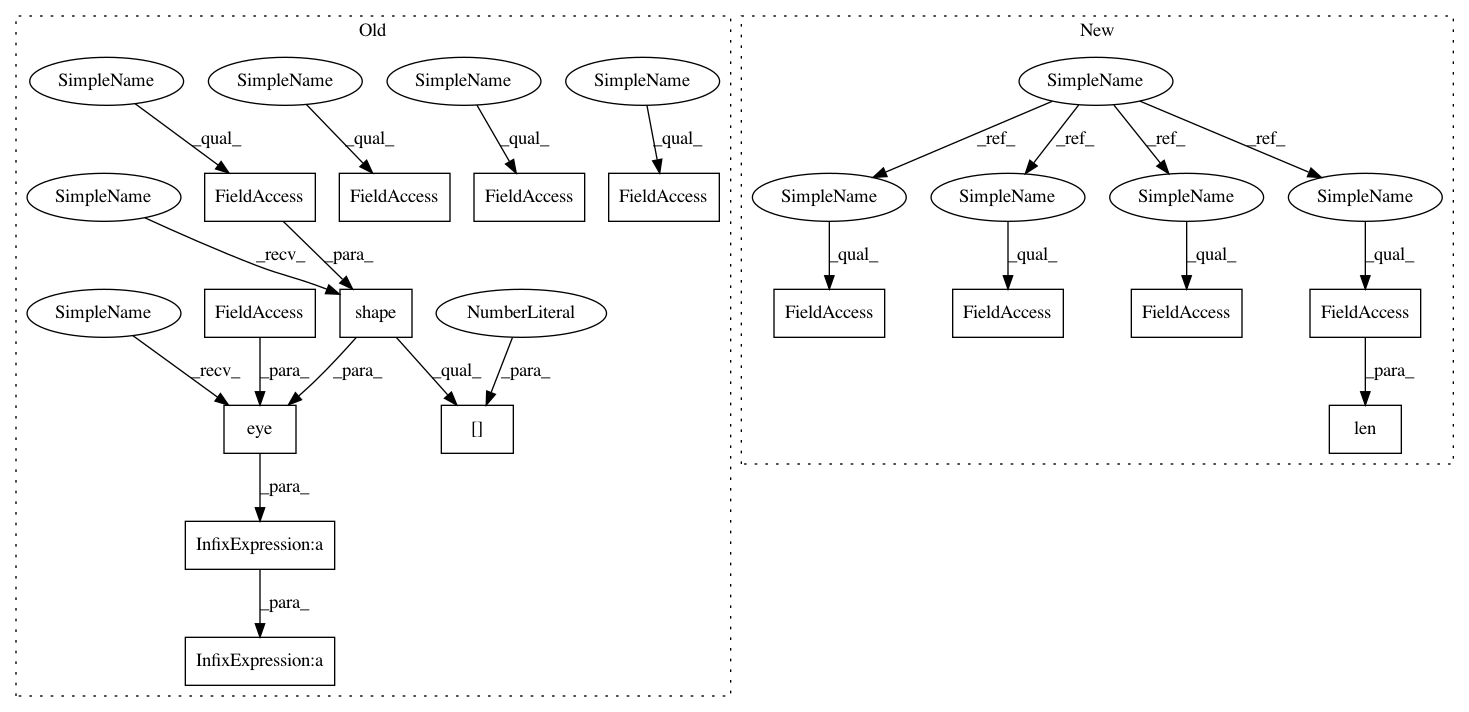 Old
New
SimpleName
SimpleName
SimpleName
SimpleName
SimpleName
_qual_
_qual_
_qual_
_qual_
_ref_
_ref_
_ref_
_ref_
SimpleName
FieldAccess
FieldAccess
FieldAccess
FieldAccess
SimpleName
SimpleName
SimpleName
SimpleName
_recv_
_para_
_qual_
_qual_
_qual_
_qual_
SimpleName
FieldAccess
shape
NumberLiteral
FieldAccess
FieldAccess
FieldAccess
FieldAccess
_recv_
_para_
_para_
_qual_
_para_
_para_
eye
[]
len
_para_
InfixExpression:a
_para_
InfixExpression:a